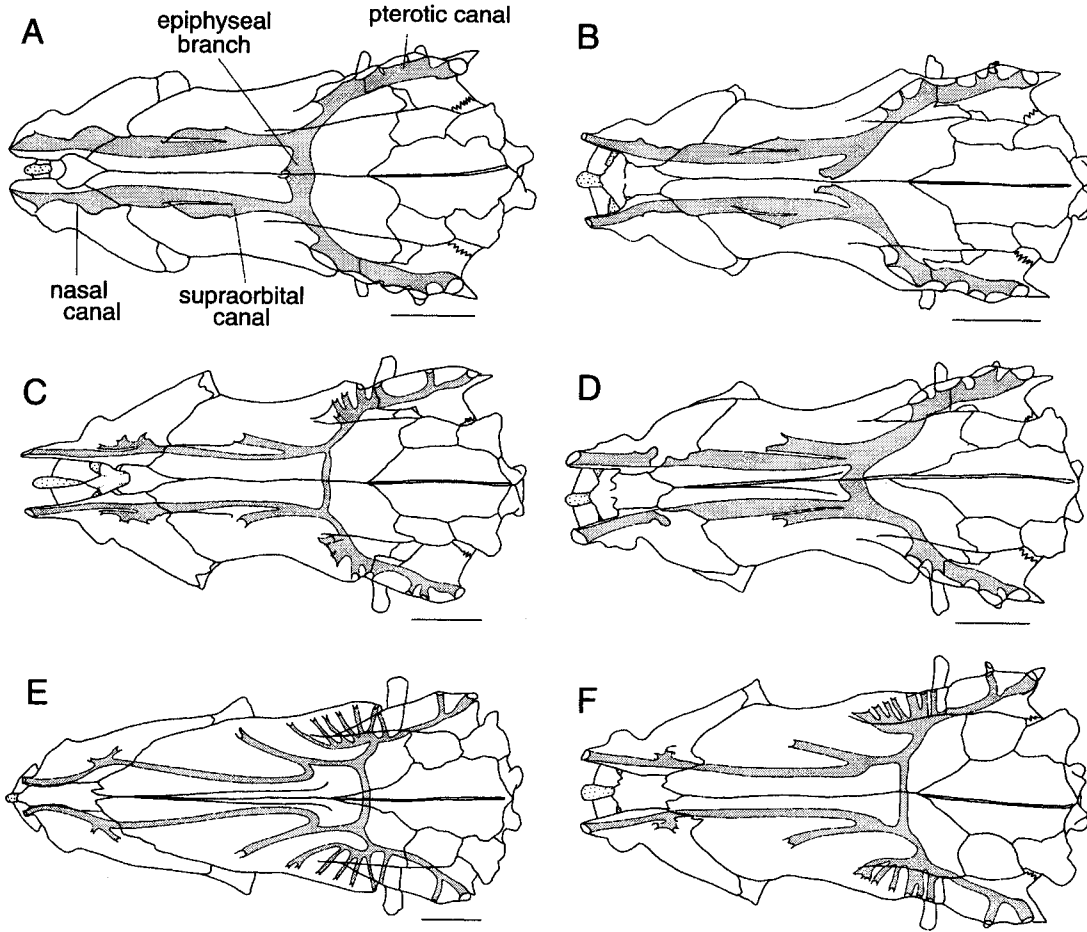 A
epiphyseal
branch
pterotic canal
B
nasal
canal
supraorbital
canal
C
D
E
F